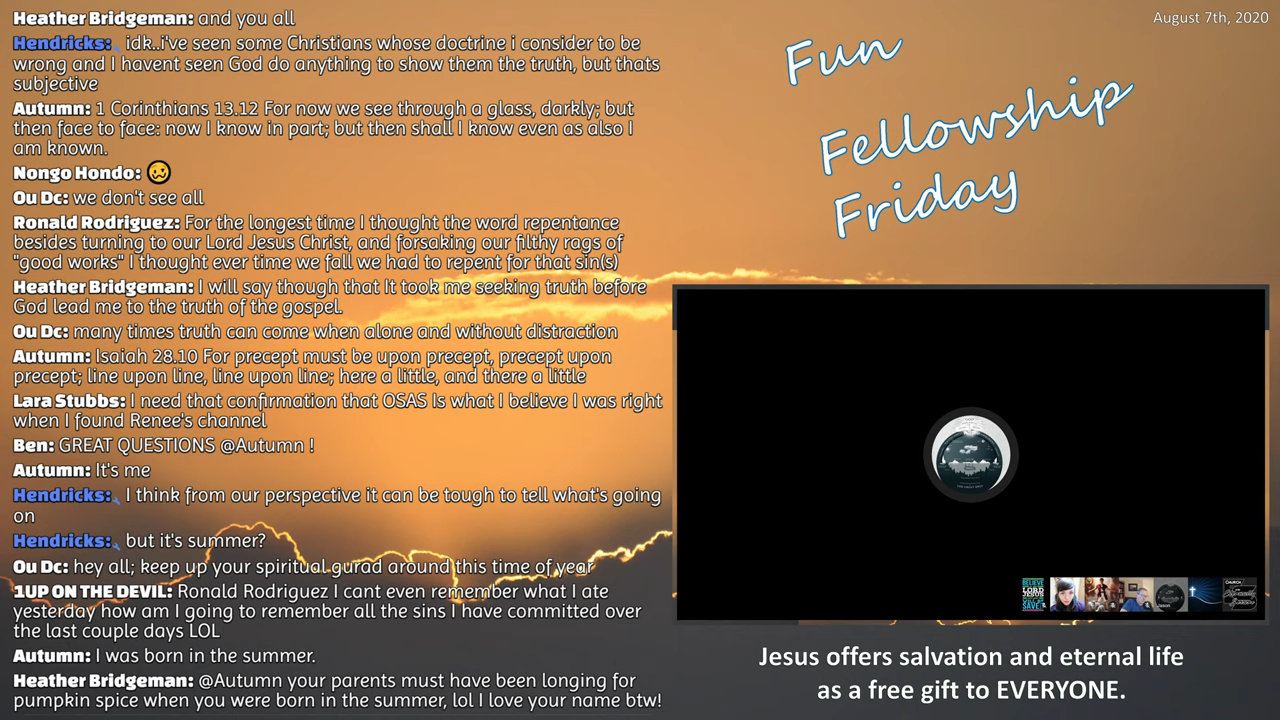 Heather Bridgeman: and you all
Hendricks: idk..i've seen some Christians whose doctrine i consider to be
wrong and I havent seen God do anything to show them the truth, but thats
subjective
Autumn: 1 Corinthians 13.12 For now we see through a glass, darkly; but
then face to face: now I know in part; but then shall I know even as also I
am known.
Nongo Hondo: 🥴
Ou Dc: we don't see all
Ronald Rodriguez: For the longest time I thought the word repentance
besides turning to our Lord Jesus Christ, and forsaking our filthy rags of
"good works" I thought ever time we fall we had to repent for that sin(s)
Heather Bridgeman: I will say though that It took me seeking truth before
God lead me to the truth of the gospel.
Ou Dc: many times truth can come when alone and without distraction
Autumn: Isaiah 28.10 For precept must be upon precept, precept upon
precept; line upon line, line upon line; here a little, and there a little
Lara Stubbs: I need that confirmation that OSAS Is what I believe I was right
when I found Renee's channel
Ben: GREAT QUESTIONS @Autumn !
Autumn: It's me
Hendricks: I think from our perspective it can be tough to tell what's going
on
Hendricks: but it's summer?
Ou Dc: hey all; keep up your spiritual gurad around this time of year
1UP ON THE DEVIL: Ronald Rodriguez I cant even remember what I ate
yesterday how am I going to remember all the sins I have committed over
the last couple days LOL
Autumn: I was born in the summer.
Heather Bridgeman: @Autumn your parents must have been longing for
pumpkin spice when you were born in the summer, lol I love your name btw!
August 7th, 2020
Fun
Fellowship
Friday
BELIEVE
LORD
JESUS
SAVE
Jason
CHURCH
Jesus offers salvation and eternal life
as a free gift to EVERYONE.